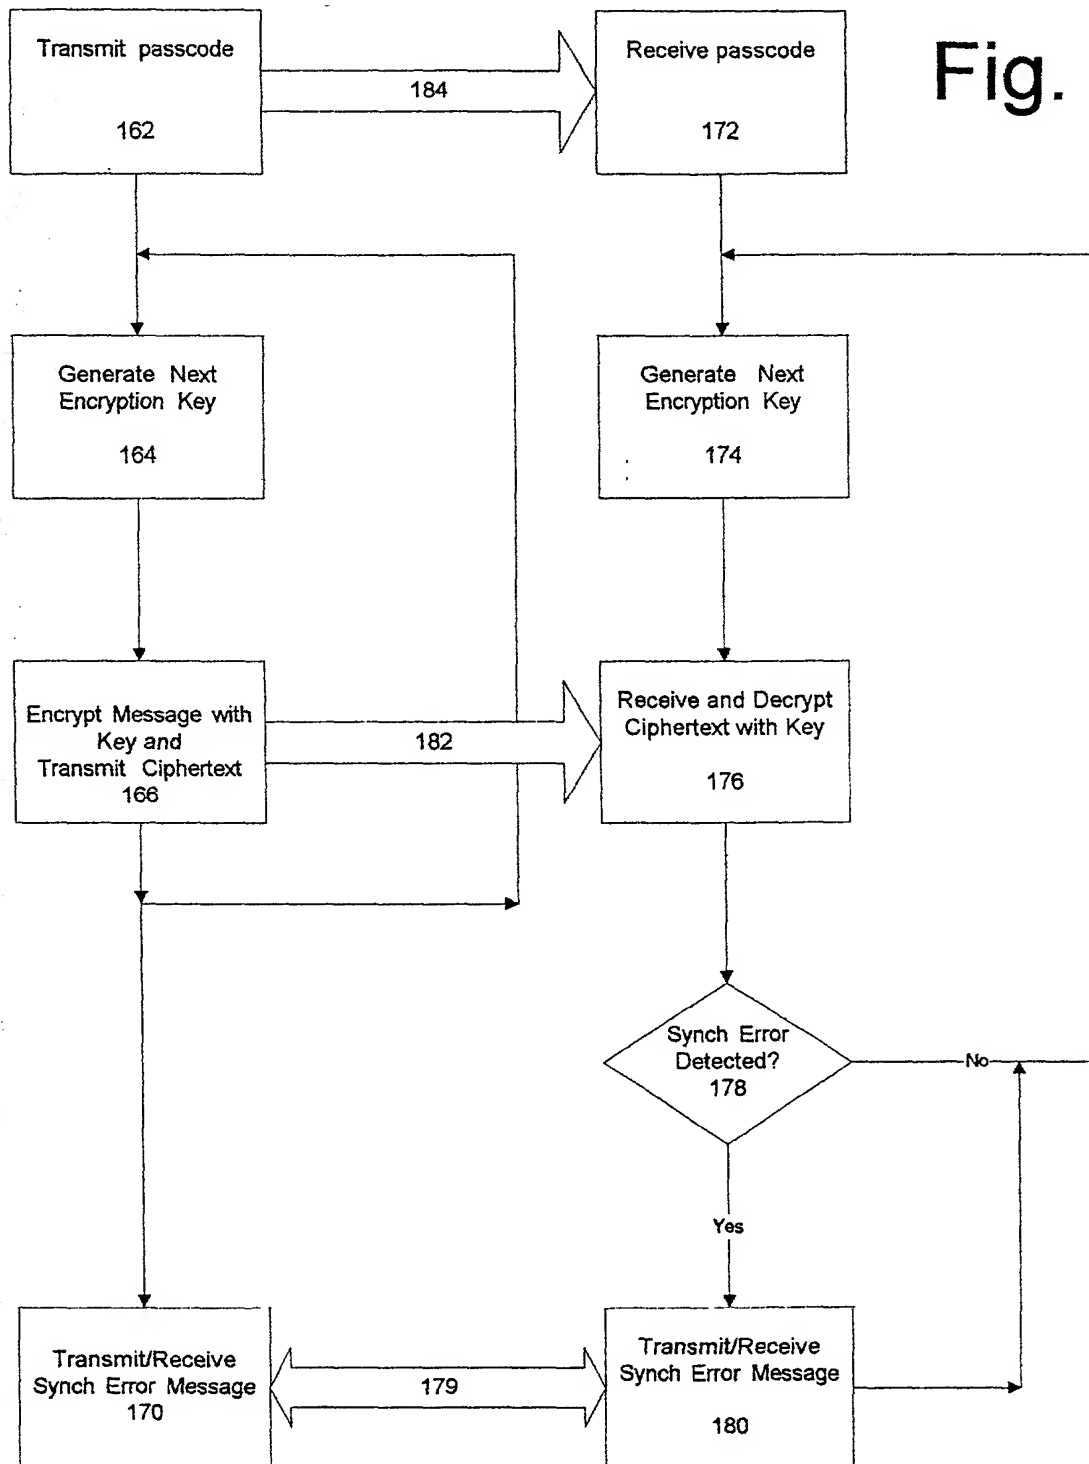 Transmit passcode
162
184
Receive passcode
172
Fig.
Generate Next
Encryption Key
164
Generate Next
Encryption Key
174
Encrypt Message with
Key and
Transmit Ciphertext
166
182
Receive and Decrypt
Ciphertext with Key
176
Synch Error
Detected?
178
No
Yes
Transmit/Receive
Synch Error Message
170
179
Transmit/Receive
Synch Error Message
180